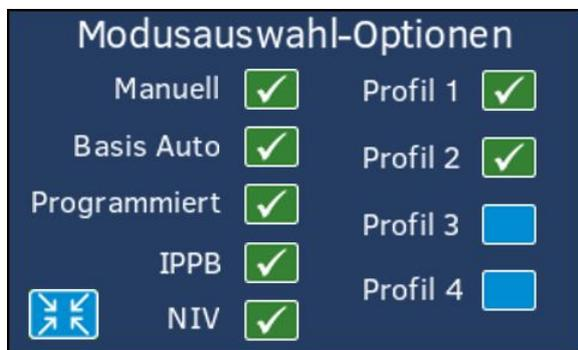 Modusauswahl-Optionen
Manuell
Basis Auto
Programmiert
IPPB
NIV
Profil 1
Profil 2
Profil 3
Profil 4